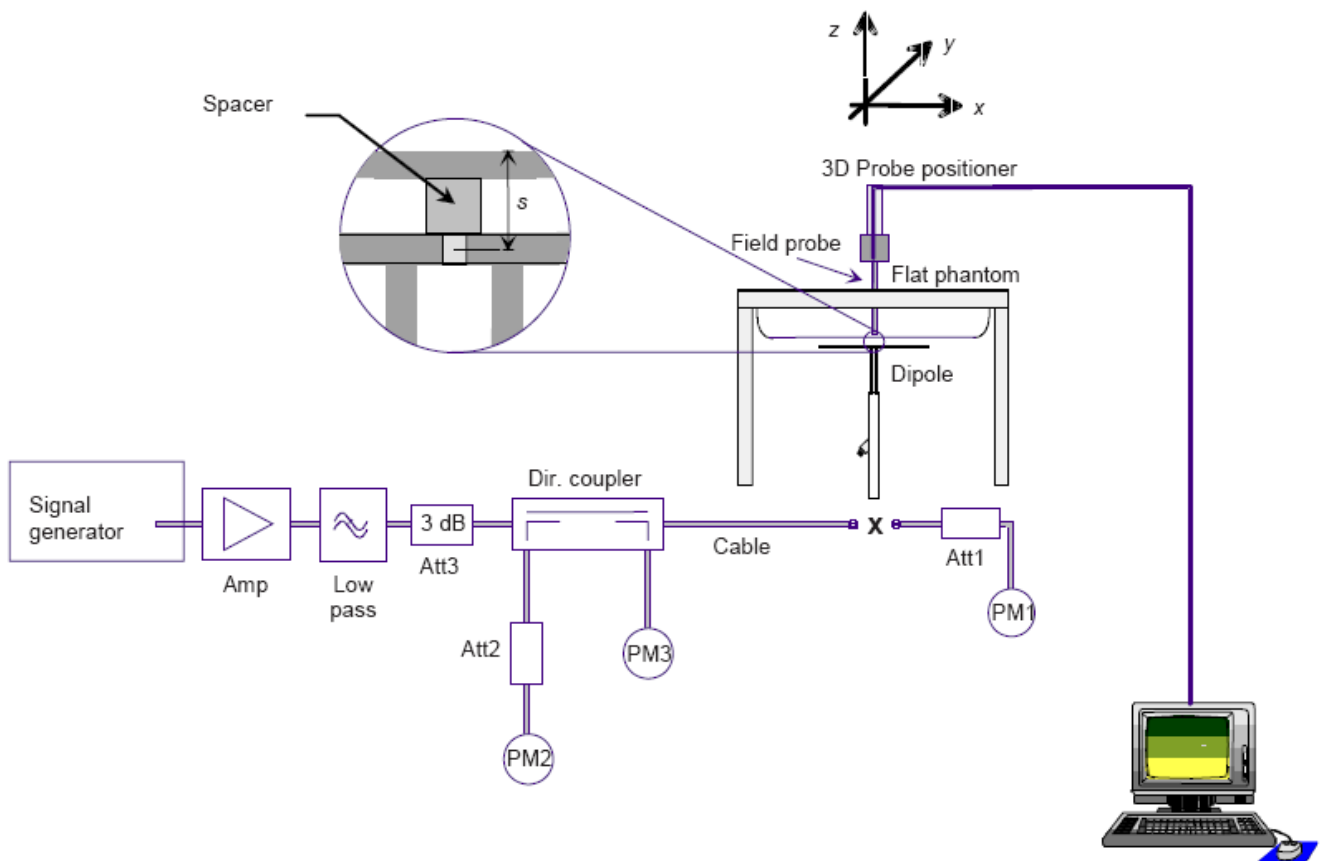 z
y
x
Spacer
s
3D Probe positioner
Field probe
Flat phantom
Dipole
Signal
generator
Amp
Low
pass
3 dB
Att3
Dir. coupler
Cable
X
Att1
PM1
Att2
PM3
PM2